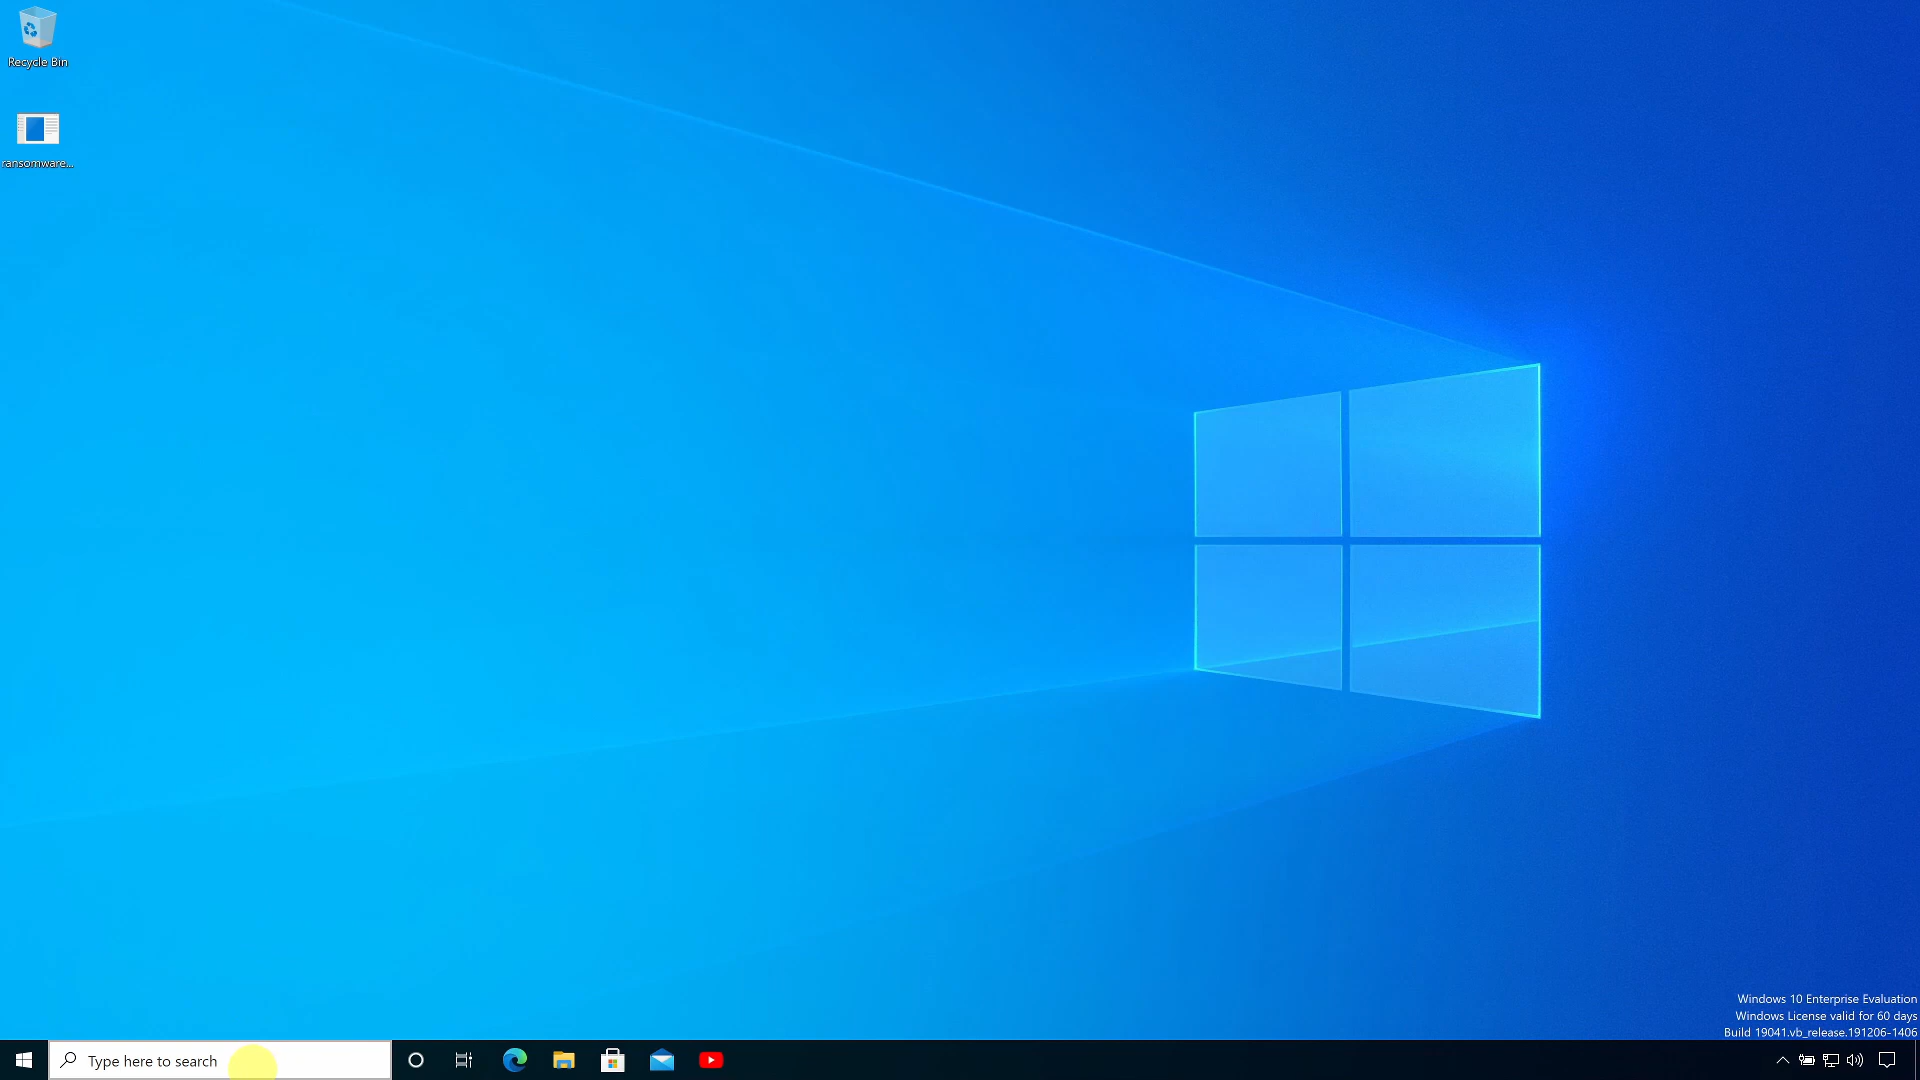 Recycle Bin
ransomware...
Windows 10 Enterprise Evaluation
Windows License valid for 60 days
Build 19041.vb_release.191206-1406
Type here to search